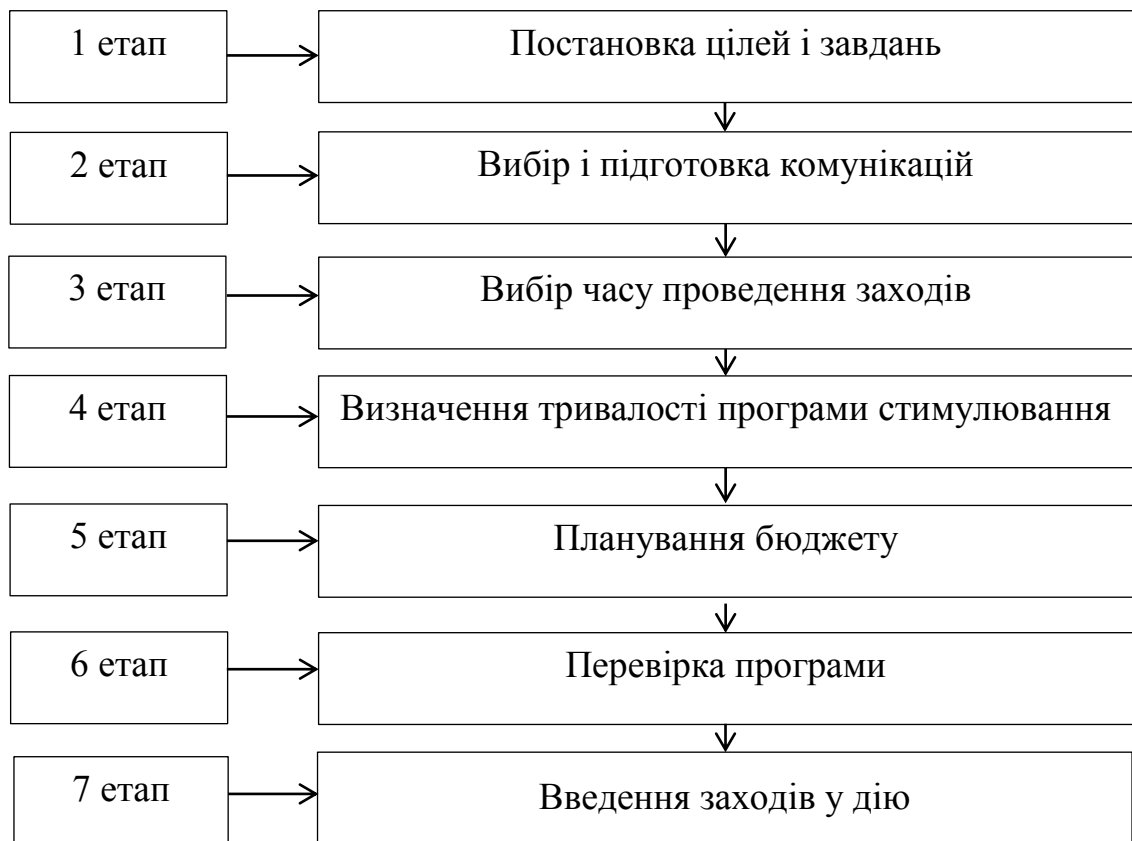 1 етап
Постановка цілей і завдань
2 етап
Вибір і підготовка комунікацій
3 етап
Вибір часу проведення заходів
4 етап
Визначення тривалості програми стимулювання
5 етап
Планування бюджету
6 етап
Перевірка програми
7 етап
Введення заходів у дію